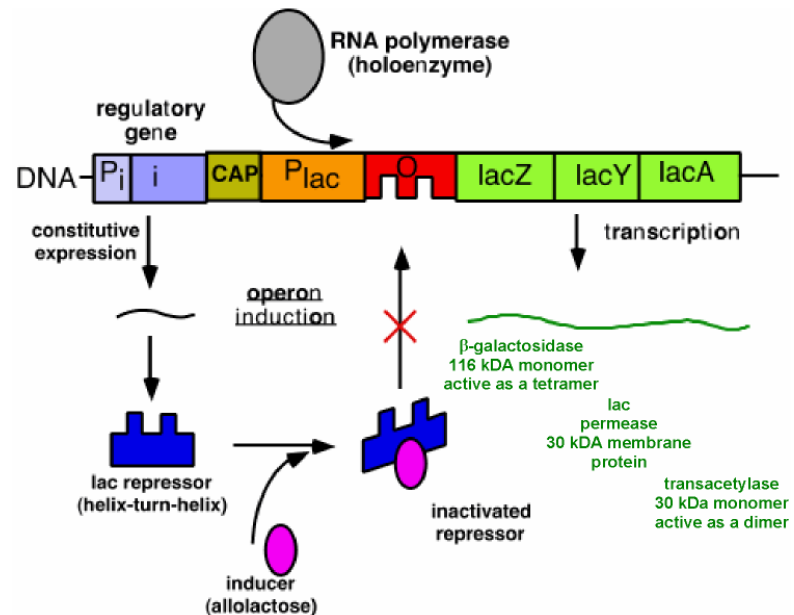 RNA polymerase
(holoenzyme)
regulatory
gene
DNA
Pi
i
CAP
Plac
O
lacZ
lacY
lacA
constitutive
expression
transcription
operon
induction
β-galactosidase
116 kDA monomer
active as a tetramer
lac
permease
30 kDA membrane
protein
lac repressor
(helix-turn-helix)
transacetylase
30 kDa monomer
active as a dimer
inactivated
repressor
inducer
(allolactose)